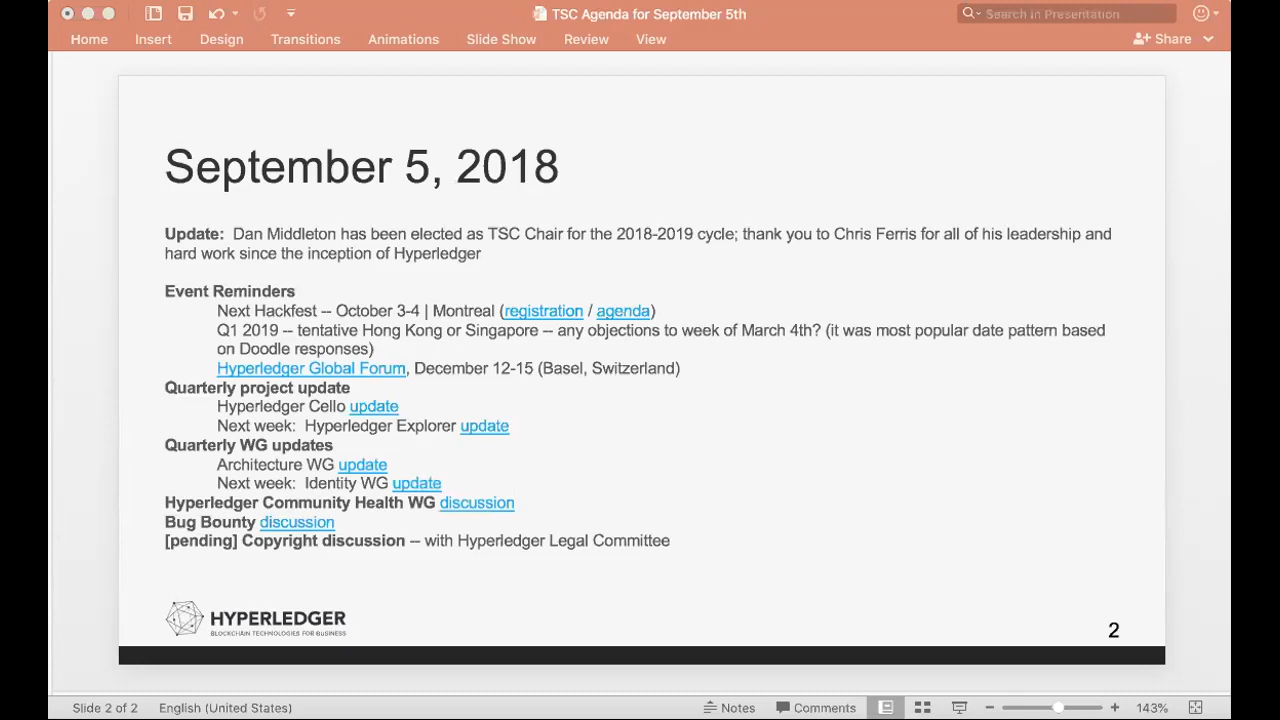 TSC Agenda for September 5th
Search in Presentation
Home Insert Design Transitions Animations Slide Show Review View Share
September 5, 2018
Update: Dan Middleton has been elected as TSC Chair for the 2018-2019 cycle; thank you to Chris Ferris for all of his leadership and
hard work since the inception of Hyperledger
Event Reminders
Next Hackfest -- October 3-4 | Montreal (registration / agenda)
Q1 2019 -- tentative Hong Kong or Singapore -- any objections to week of March 4th? (it was most popular date pattern based
on Doodle responses)
Hyperledger Global Forum, December 12-15 (Basel, Switzerland)
Quarterly project update
Hyperledger Cello update
Next week: Hyperledger Explorer update
Quarterly WG updates
Architecture WG update
Next week: Identity WG update
Hyperledger Community Health WG discussion
Bug Bounty discussion
[pending] Copyright discussion -- with Hyperledger Legal Committee
HYPERLEDGER
BLOCKCHAIN TECHNOLOGIES FOR BUSINESS
2
Slide 2 of 2 English (United States) Notes Comments 143%